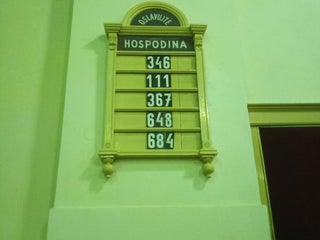 OSLAVUJTE
HOSPODINA
346
111
367
648
684